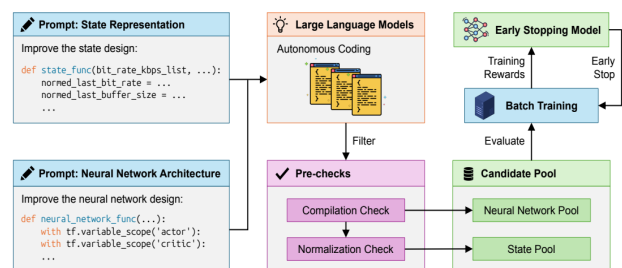 Prompt: State Representation
Improve the state design:
def state_func(bit_rate_kbps_list, ...):
normed_last_bit_rate = ...
normed_last_buffer_size = ...
...
Prompt: Neural Network Architecture
Improve the neural network design:
def neural_network_func(...):
with tf.variable_scope('actor'):
with tf.variable_scope('critic'):
...
Large Language Models
Autonomous Coding
Filter
Pre-checks
Compilation Check
Normalization Check
Early Stopping Model
Training
Rewards
Early
Stop
Batch Training
Evaluate
Candidate Pool
Neural Network Pool
State Pool